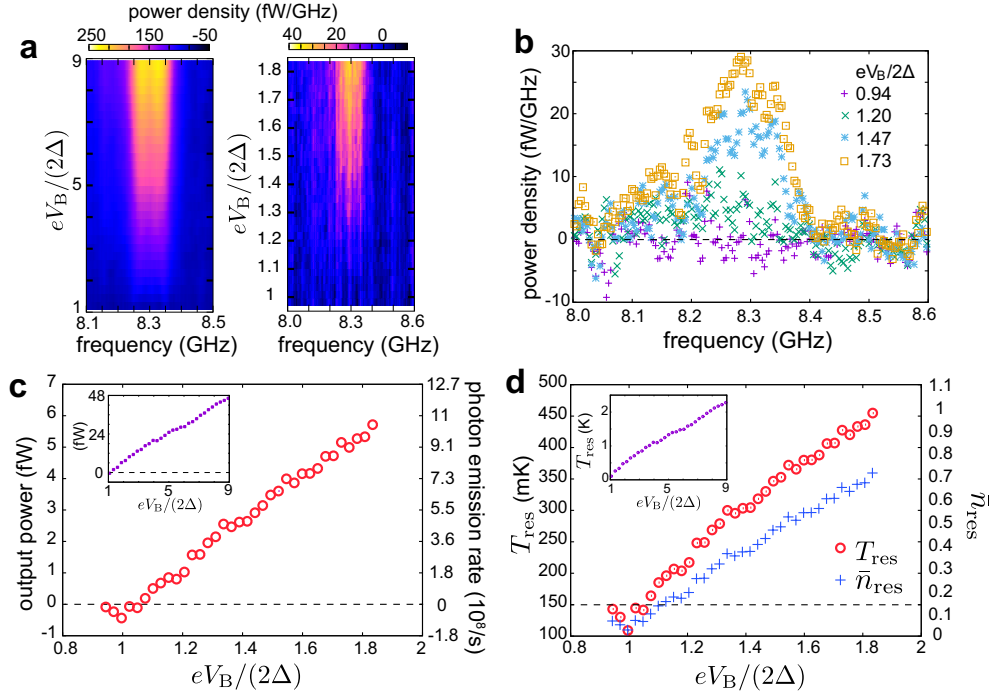 a
power density (fW/GHz)
250 150 50 -50
40 20 0
9
5
1
eV_B/(2Δ)
8.1 8.3 8.5
frequency (GHz)
1.8
1.7
1.6
1.5
1.4
1.3
1.2
1.1
1
eV_B/(2Δ)
8.0 8.3 8.6
frequency (GHz)
b
30
20
10
0
-10
power density (fW/GHz)
eV_B/2Δ
0.94
1.20
1.47
1.73
8.0 8.1 8.2 8.3 8.4 8.5 8.6
frequency (GHz)
c
7
6
5
4
3
2
1
0
-1
output power (fW)
12.7
11
10.1
9.1
7.3
5.5
3.6
1.8
0
-1.8
photon emission rate (10⁸/s)
48
24
0
(fW)
1 5 9
eV_B/(2Δ)
0.8 1 1.2 1.4 1.6 1.8 2
eV_B/(2Δ)
d
500
450
400
350
300
250
200
150
100
T_res (mK)
1.1
1
0.9
0.8
0.7
0.6
0.5
0.4
0.3
0.2
0.1
0
n̄_res
2
1
0
T_res (K)
1 5 9
eV_B/(2Δ)
T_res
n̄_res
0.8 1 1.2 1.4 1.6 1.8 2
eV_B/(2Δ)